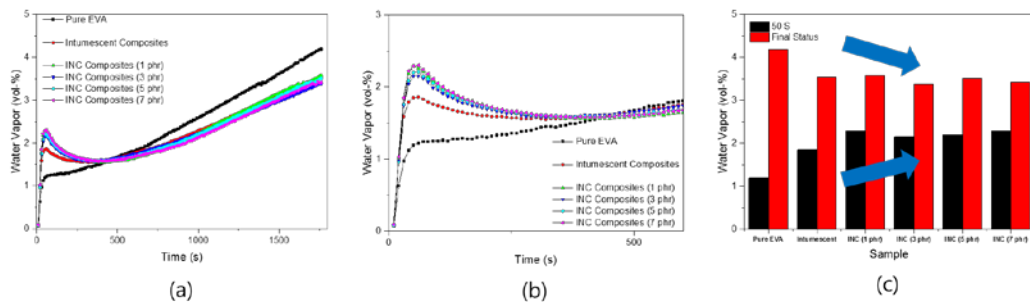 Pure EVA
Intumescent Composites
INC Composites (1 phr)
INC Composites (3 phr)
INC Composites (5 phr)
INC Composites (7 phr)
Water Vapor (vol-%)
5
4
3
2
1
0
0
500
1000
1500
Time (s)
(a)
3
2
1
0
Water Vapor (vol-%)
Pure EVA
Intumescent Composites
INC Composites (1 phr)
INC Composites (3 phr)
INC Composites (5 phr)
INC Composites (7 phr)
500
Time (s)
(b)
50 S
Final Status
Water Vapor (vol-%)
5
4
3
2
1
0
Pure EVA
Intumescent
INC (1 phr)
INC (3 phr)
INC (5 phr)
INC (7 phr)
Sample
(c)